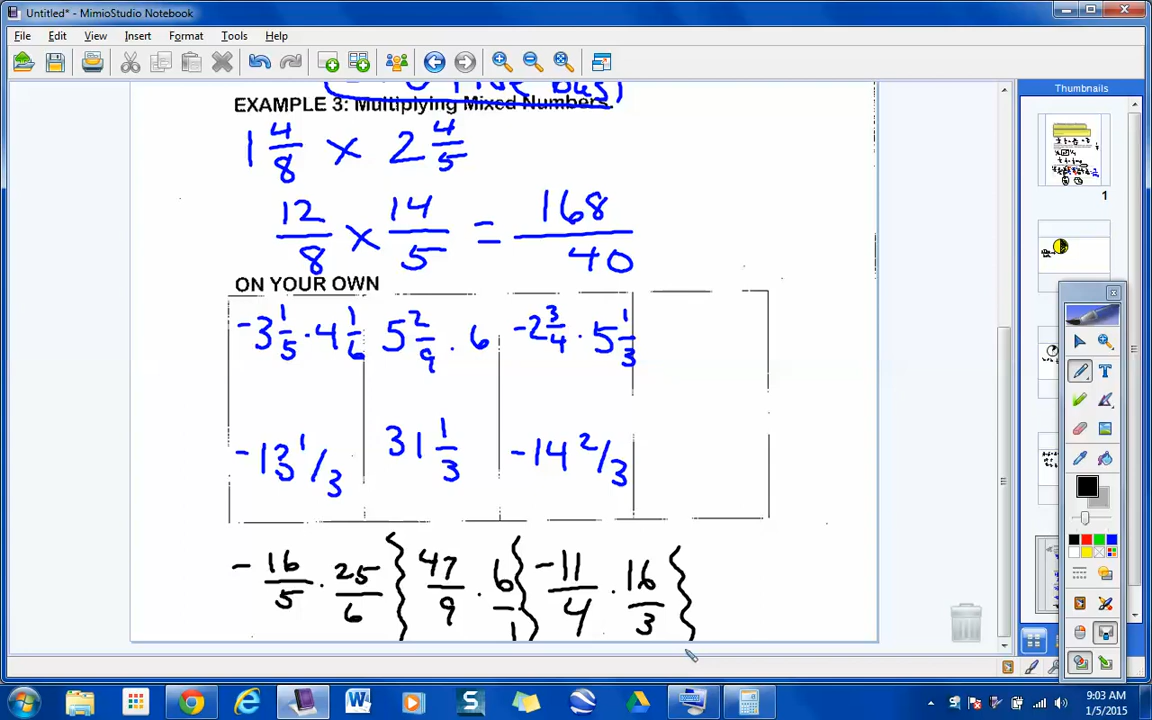 Untitled* - MimioStudio Notebook
File Edit View Insert Format Tools Help
EXAMPLE 3: Multiplying Mixed Numbers
1 4/8 × 2 4/5
12/8 × 14/5 = 168/40
ON YOUR OWN
-3 1/5 · 4 1/6 5 2/9 · 6 -2 3/4 · 5 1/3
-13 1/3 31 1/3 -14 2/3
- 16/5 · 25/6 { 47/9 · 6/1 } -11/4 · 16/3 }
Thumbnails
1
T
W
S
9:03 AM
1/5/2015